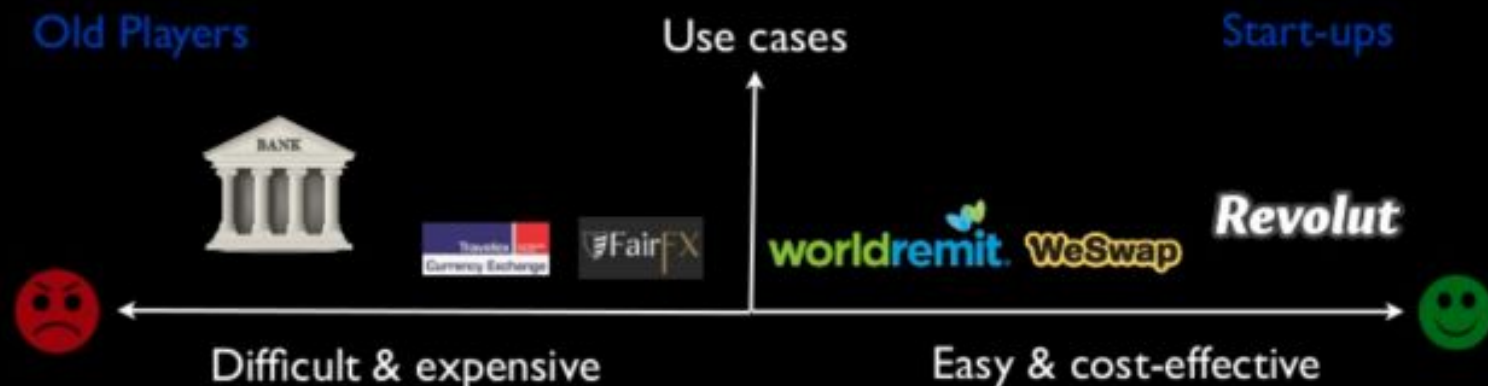 Old Players
Use cases
Start-ups
BANK
Travelex
Currency Exchange
FairFX
worldremit.
WeSwap
Revolut
Difficult & expensive
Easy & cost-effective